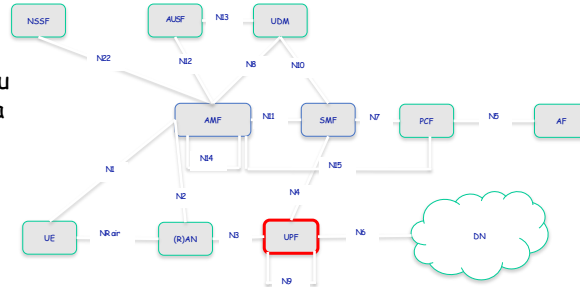 NSSF
AUSF
N13
UDM
N22
N12
N8
N10
u
a
AMF
N11
SMF
N7
PCF
N5
AF
N14
N15
N1
N2
N4
UE
NR air
(R)AN
N3
UPF
N6
DN
N9